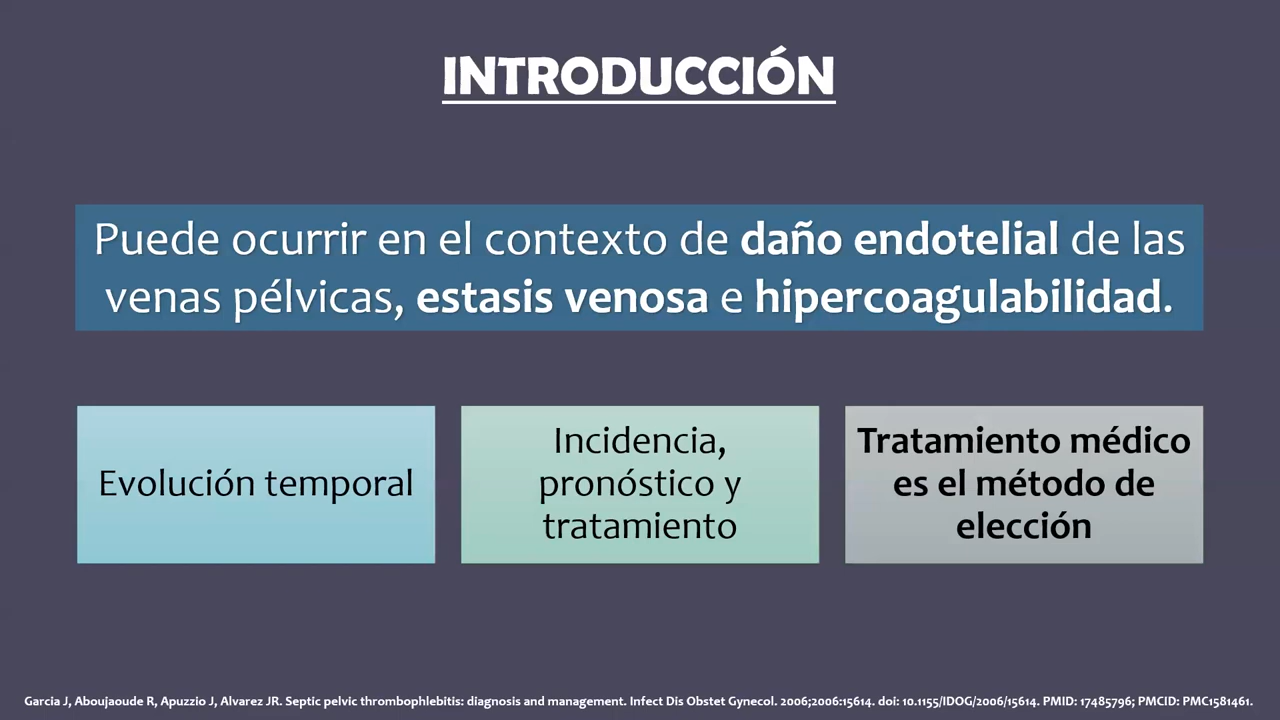 INTRODUCCIÓN
Puede ocurrir en el contexto de daño endotelial de las
venas pélvicas, estasis venosa e hipercoagulabilidad.
Evolución temporal
Incidencia,
pronóstico y
tratamiento
Tratamiento médico
es el método de
elección
Garcia J, Aboujaoude R, Apuzzio J, Alvarez JR. Septic pelvic thrombophlebitis: diagnosis and management. Infect Dis Obstet Gynecol. 2006;2006:15614. doi: 10.1155/IDOG/2006/15614. PMID: 17485796; PMCID: PMC1581461.